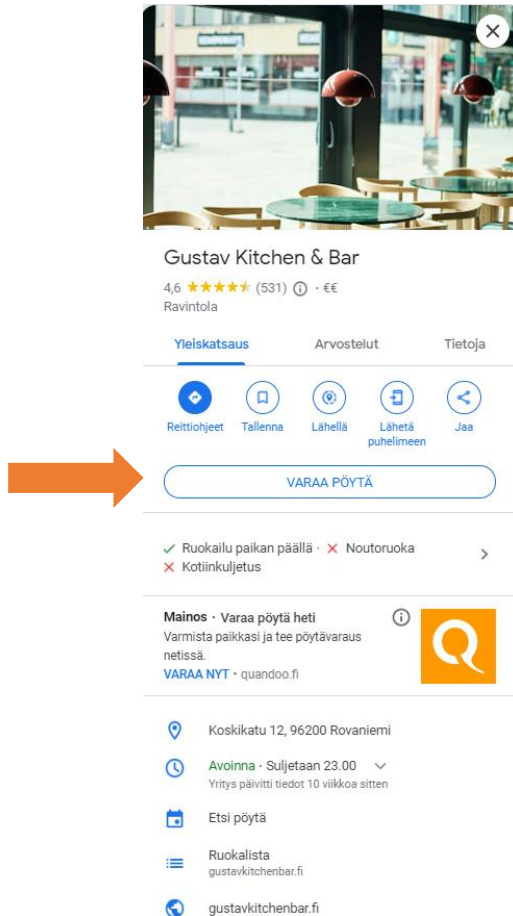 Gustav Kitchen & Bar
4,6 ★★★★★ (531) · €€
Ravintola
Yleiskatsaus Arvostelut Tietoja
Reittiohjeet Tallenna Lähellä Lähetä puhelimeen Jaa
VARAA PÖYTÄ
Ruokailu paikan päällä · Noutoruoka
Kotiinkuljetus
Mainos · Varaa pöytä heti
Varmista paikkasi ja tee pöytävaraus
netissä.
VARAA NYT · quandoo.fi
Koskikatu 12, 96200 Rovaniemi
Avoinna · Suljetaan 23.00
Yritys päivitti tiedot 10 viikkoa sitten
Etsi pöytä
Ruokalista
gustavkitchenbar.fi
gustavkitchenbar.fi